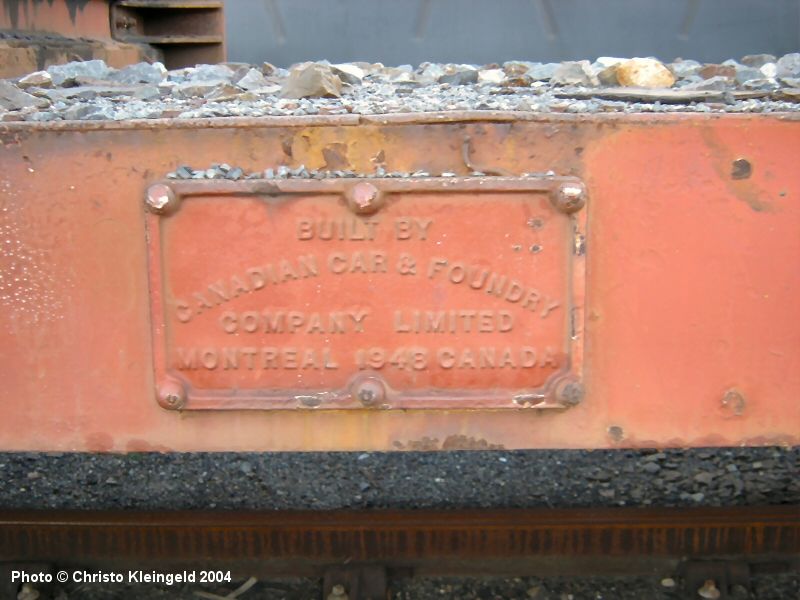 BUILT BY
CANADIAN CAR & FOUNDRY
COMPANY LIMITED
MONTREAL 1948 CANADA
Photo © Christo Kleingeld 2004